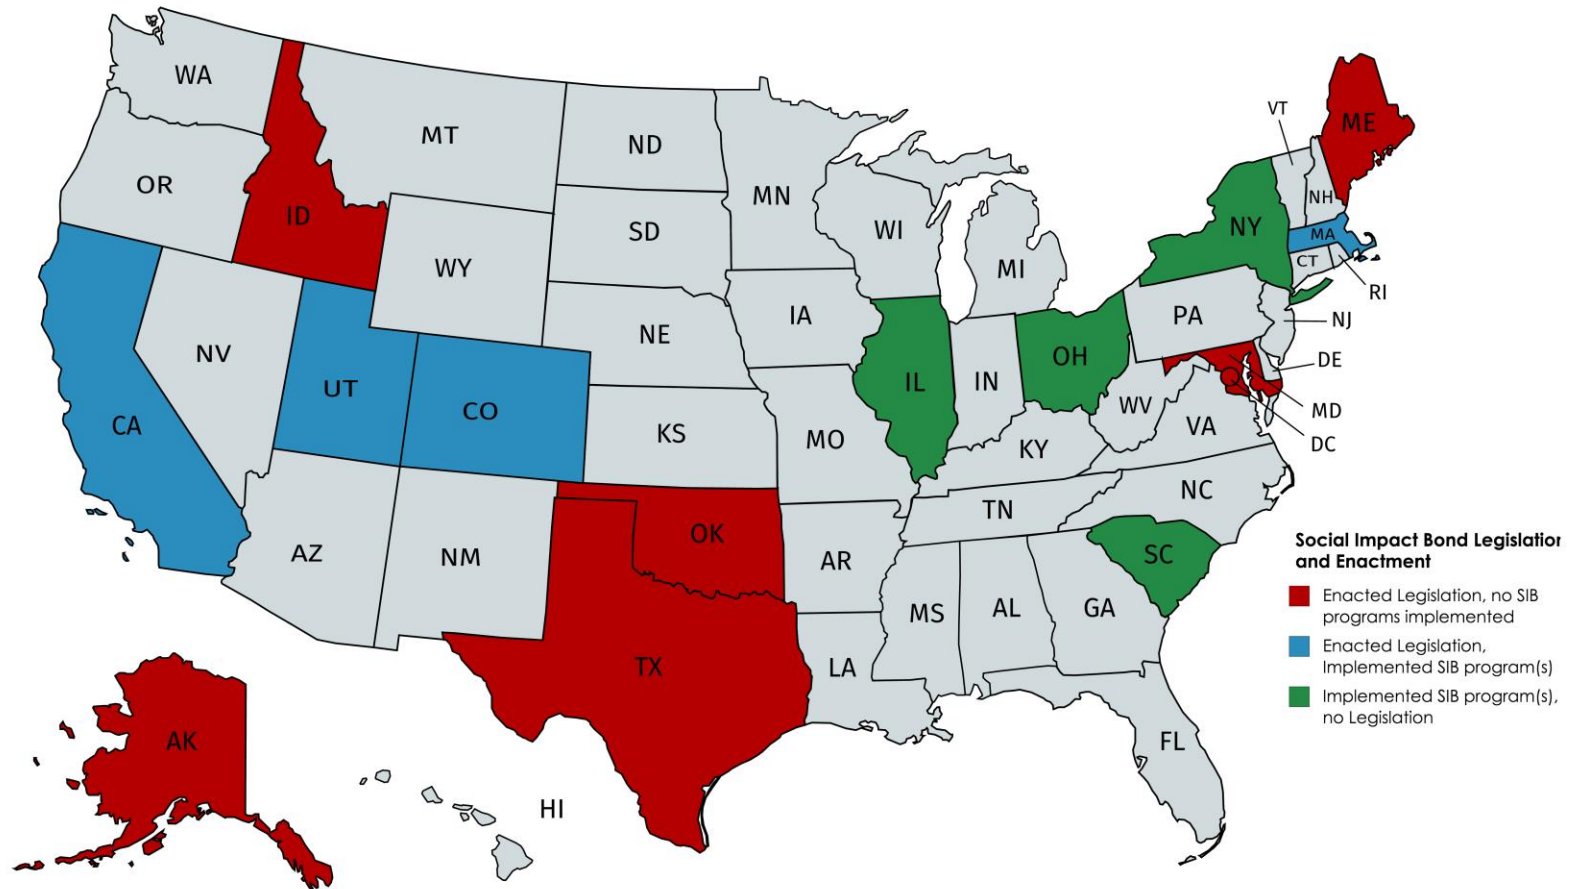 WA
MT
ND
MN
VT
ME
OR
ID
SD
WI
NH
NY
MA
WY
MI
CT
RI
IA
PA
NJ
NE
NV
OH
DE
UT
IL
IN
CO
MD
WV
CA
KS
MO
VA
DC
KY
NC
TN
OK
AZ
NM
AR
SC
Social Impact Bond Legislation
and Enactment
Enacted Legislation, no SIB
programs implemented
Enacted Legislation,
Implemented SIB program(s)
Implemented SIB program(s),
no Legislation
MS
AL
GA
TX
LA
AK
FL
HI